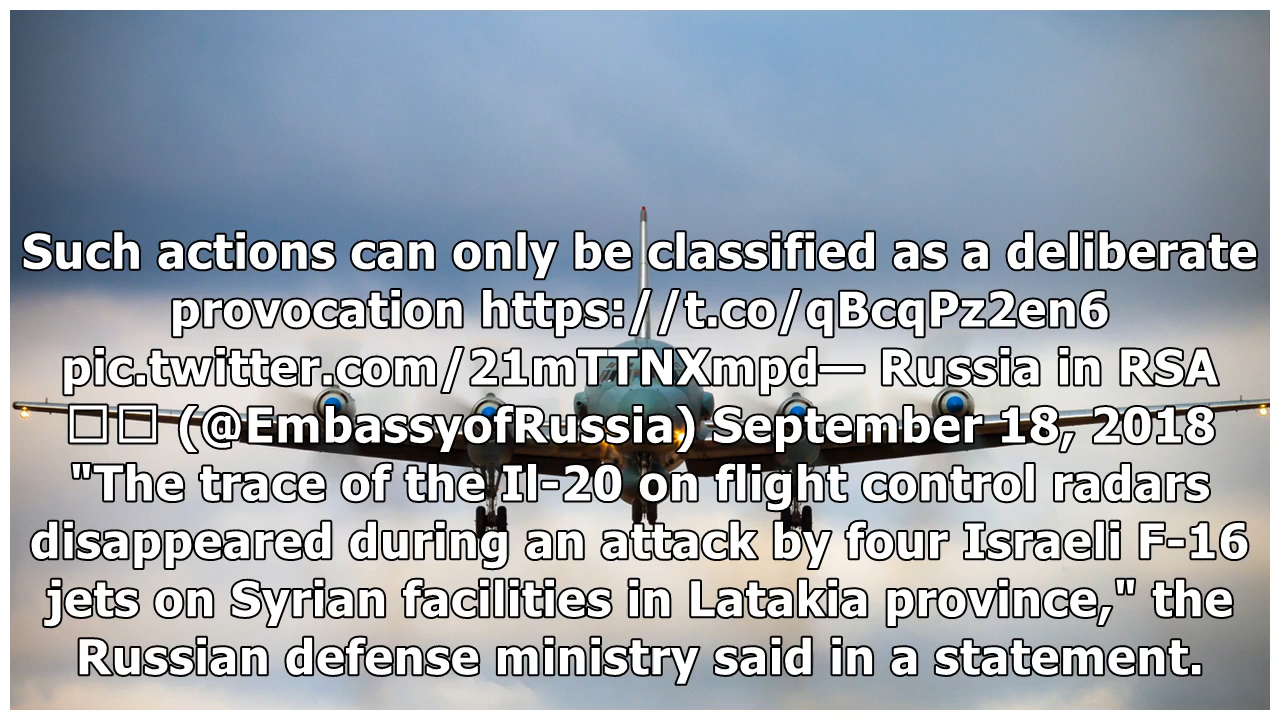 Such actions can only be classified as a deliberate
provocation https://t.co/qBcqPz2en6
pic.twitter.com/21mTTNXmpd— Russia in RSA
□□ (@EmbassyofRussia) September 18, 2018
"The trace of the Il-20 on flight control radars
disappeared during an attack by four Israeli F-16
jets on Syrian facilities in Latakia province," the
Russian defense ministry said in a statement.